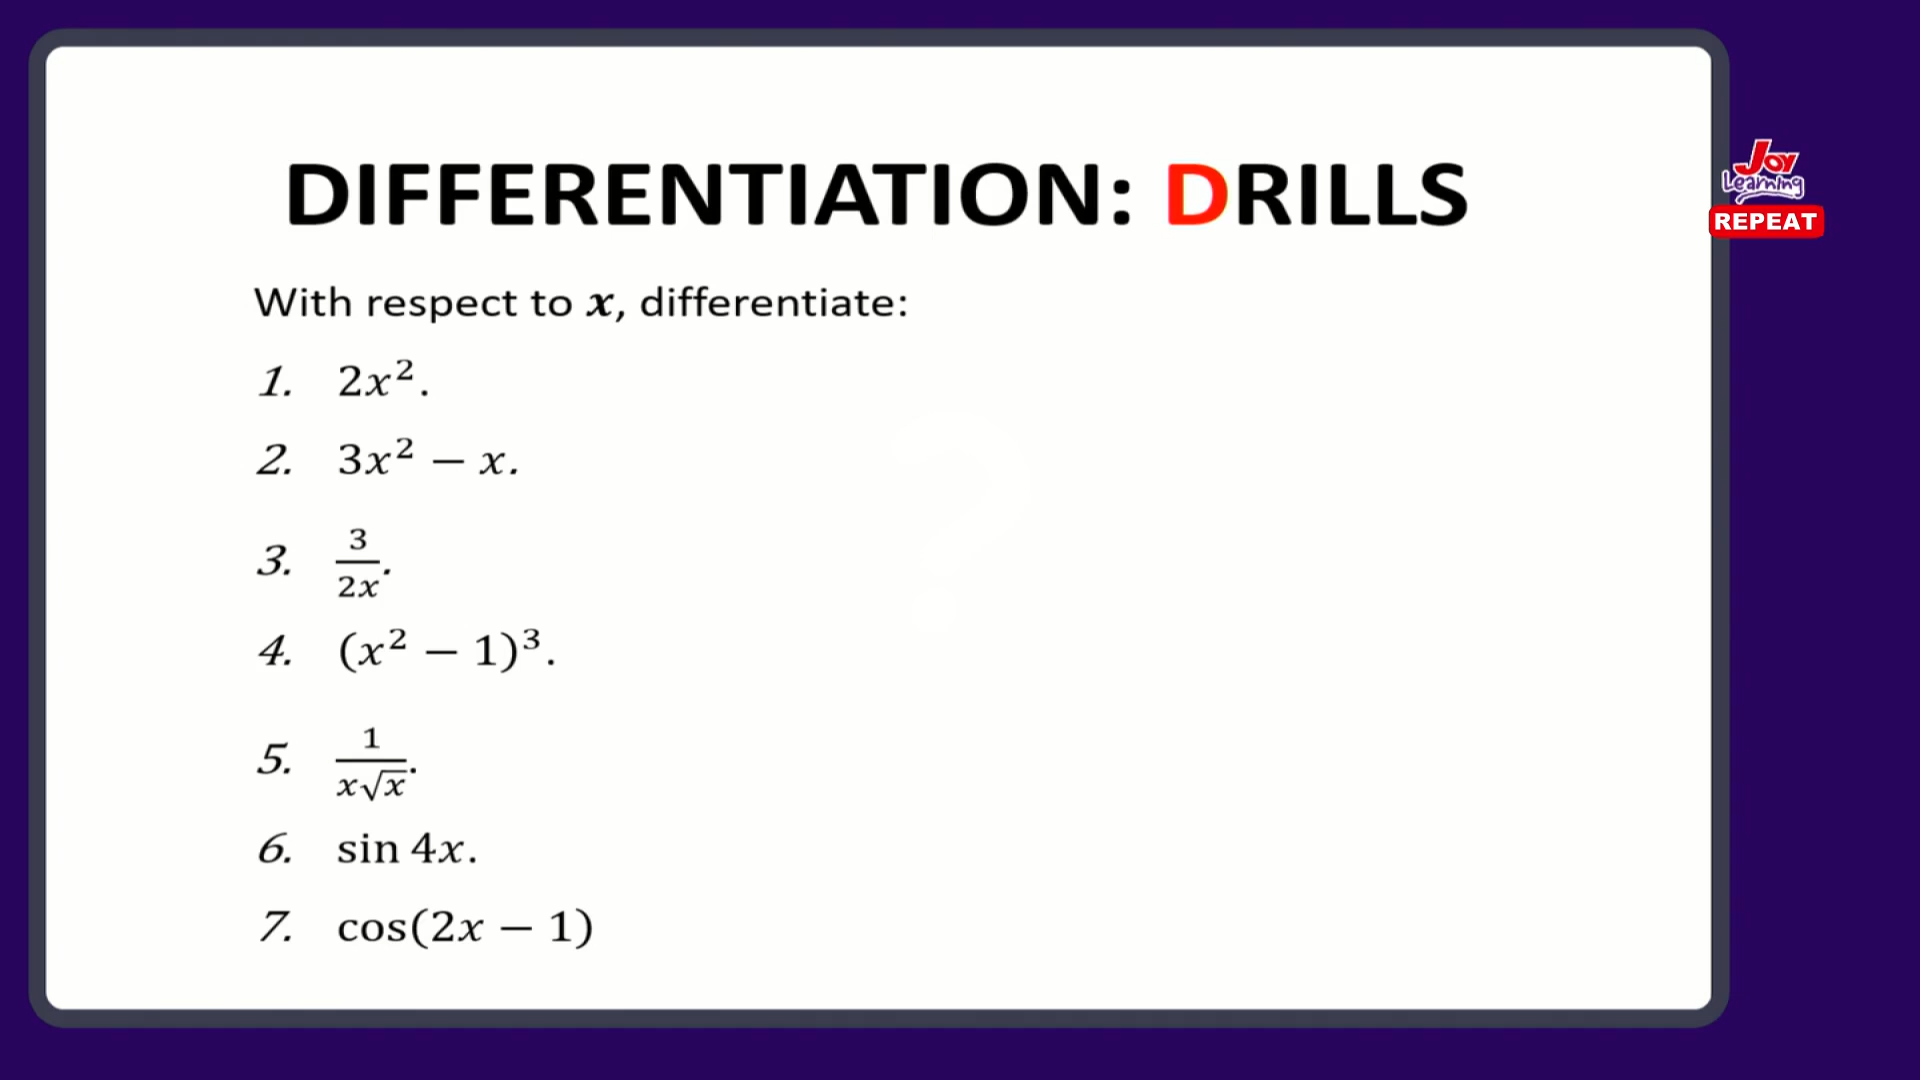 DIFFERENTIATION: DRILLS
Joy
Learning
REPEAT
With respect to x, differentiate:
1. 2x².
2. 3x² − x.
3. 3/2x.
4. (x² − 1)³.
5. 1/x√x.
6. sin 4x.
7. cos(2x − 1)